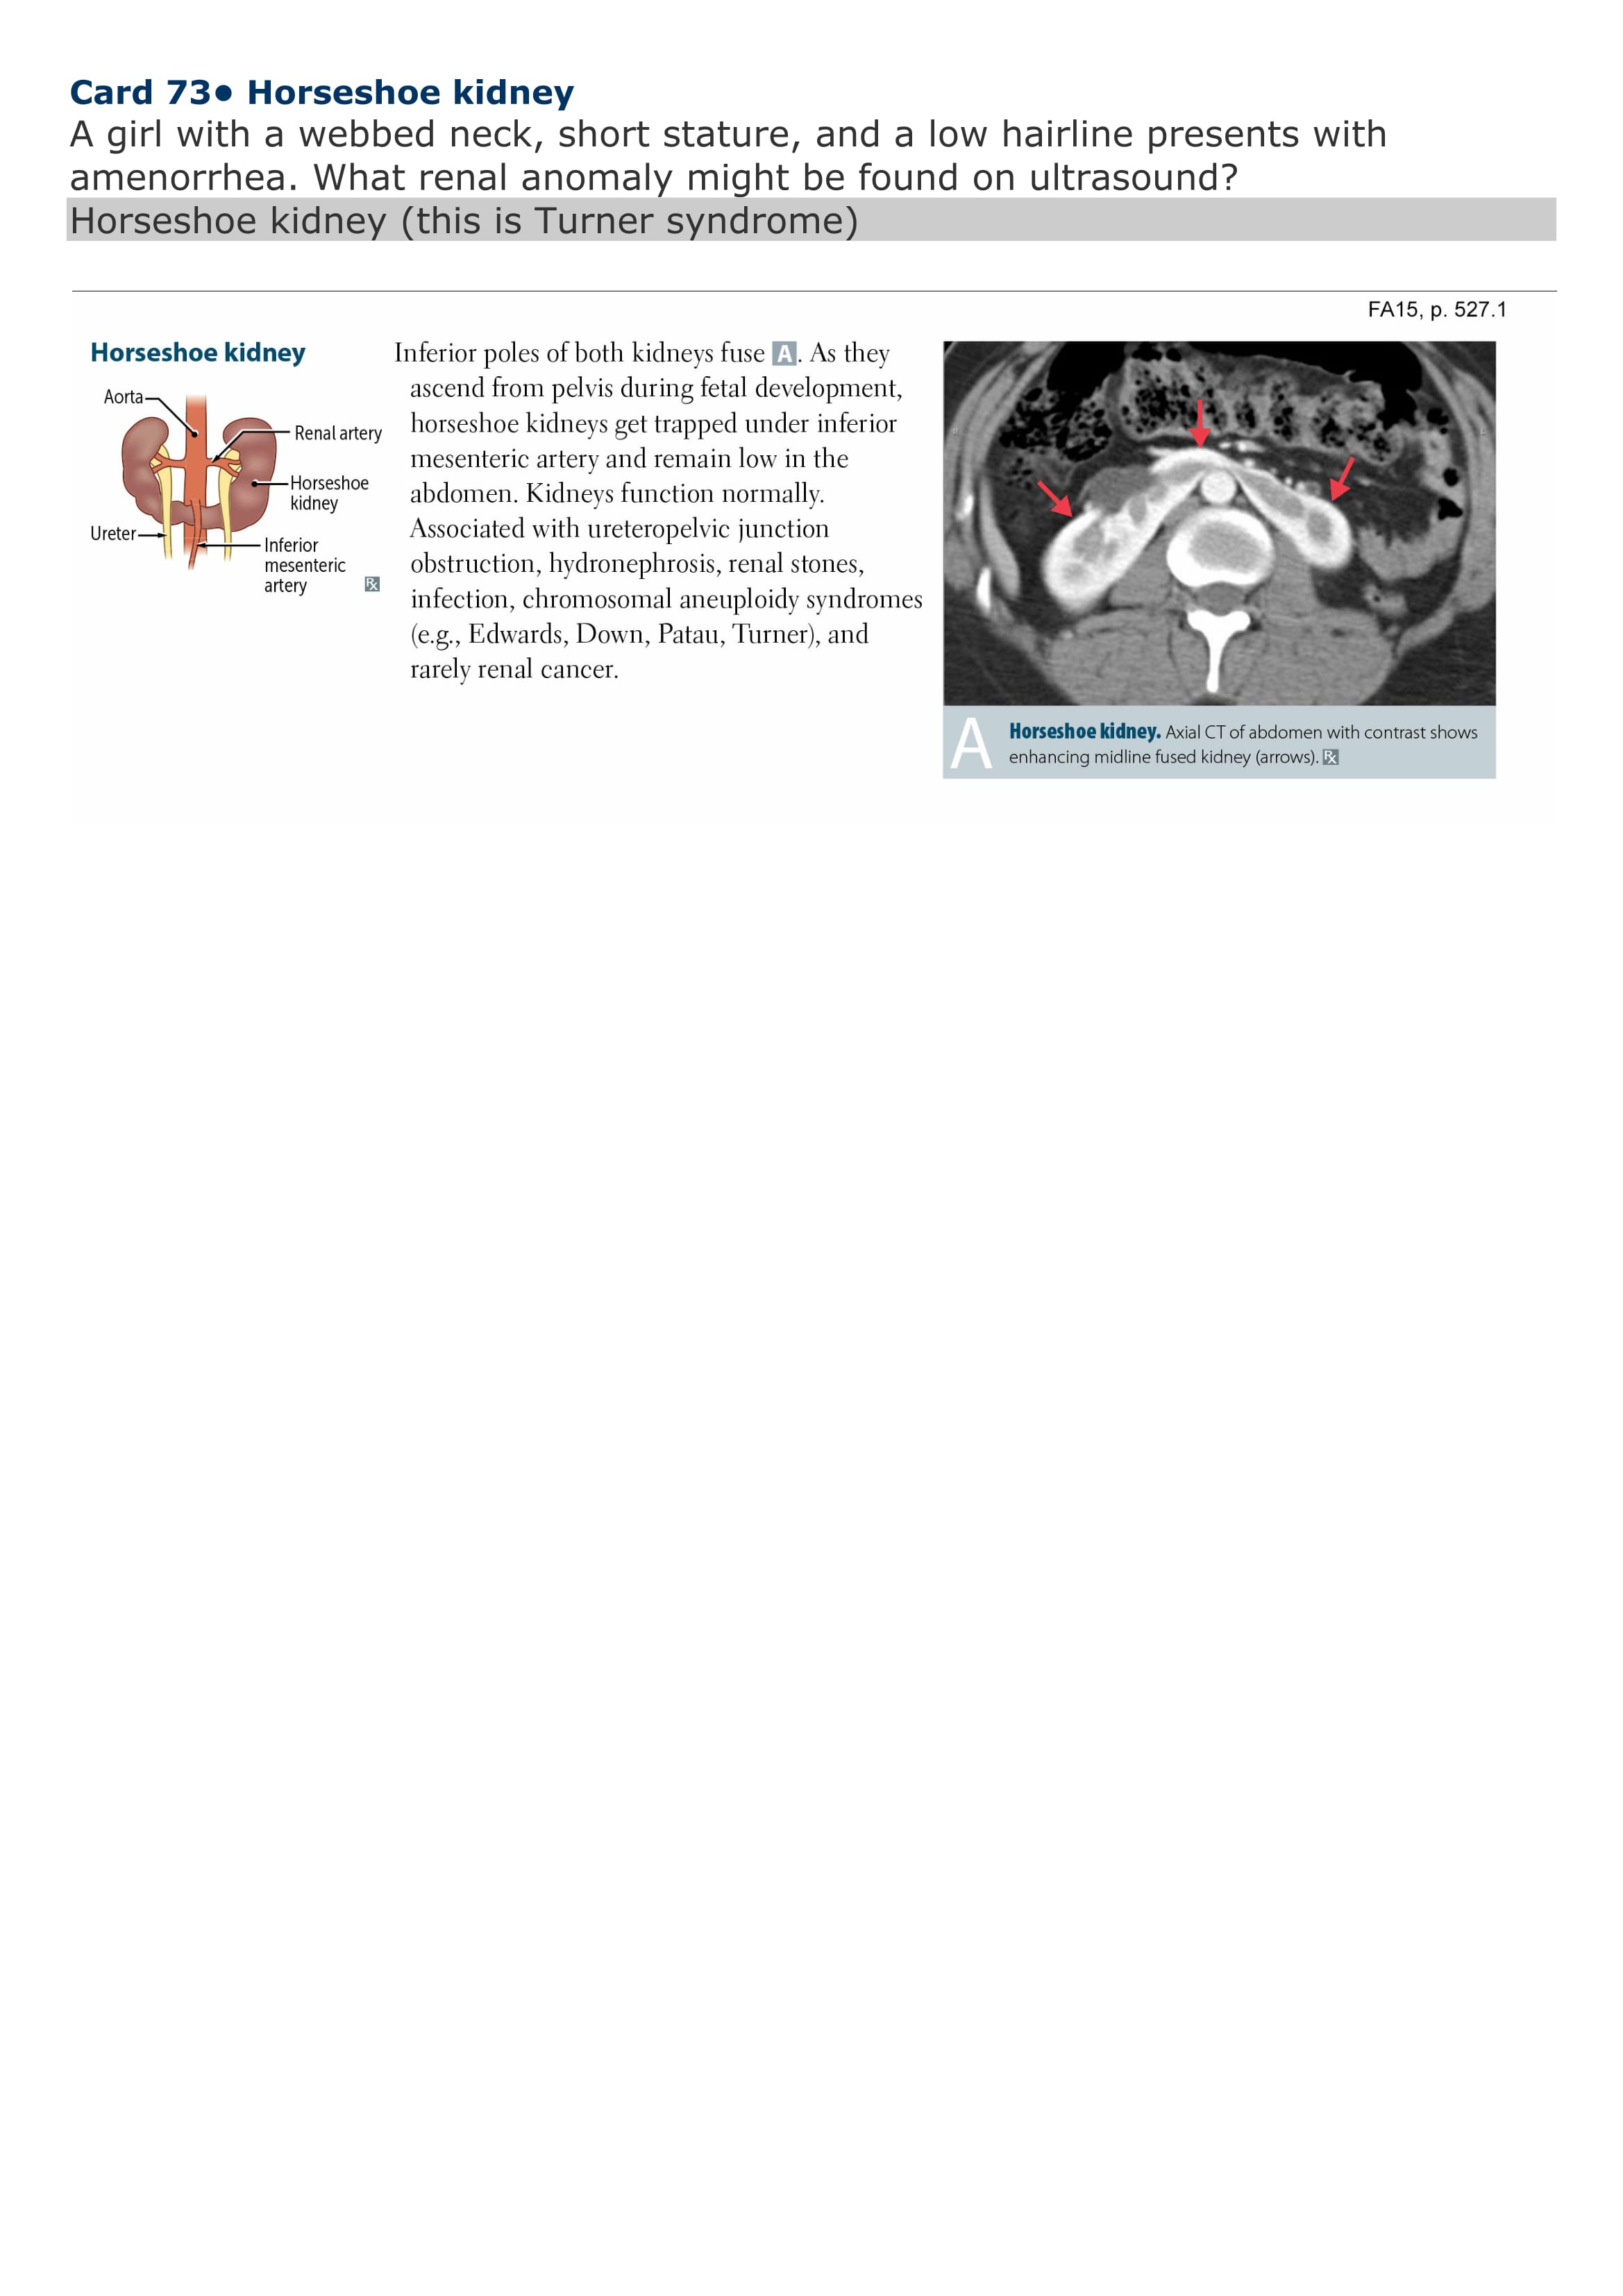 Card 73● Horseshoe kidney
A girl with a webbed neck, short stature, and a low hairline presents with
amenorrhea. What renal anomaly might be found on ultrasound?
Horseshoe kidney (this is Turner syndrome)
FA15, p. 527.1
Horseshoe kidney
Aorta
Renal artery
Horseshoe
kidney
Ureter
Inferior
mesenteric
artery
Rx
Inferior poles of both kidneys fuse A. As they
ascend from pelvis during fetal development,
horseshoe kidneys get trapped under inferior
mesenteric artery and remain low in the
abdomen. Kidneys function normally.
Associated with ureteropelvic junction
obstruction, hydronephrosis, renal stones,
infection, chromosomal aneuploidy syndromes
(e.g., Edwards, Down, Patau, Turner), and
rarely renal cancer.
A
Horseshoe kidney. Axial CT of abdomen with contrast shows
enhancing midline fused kidney (arrows). Rx